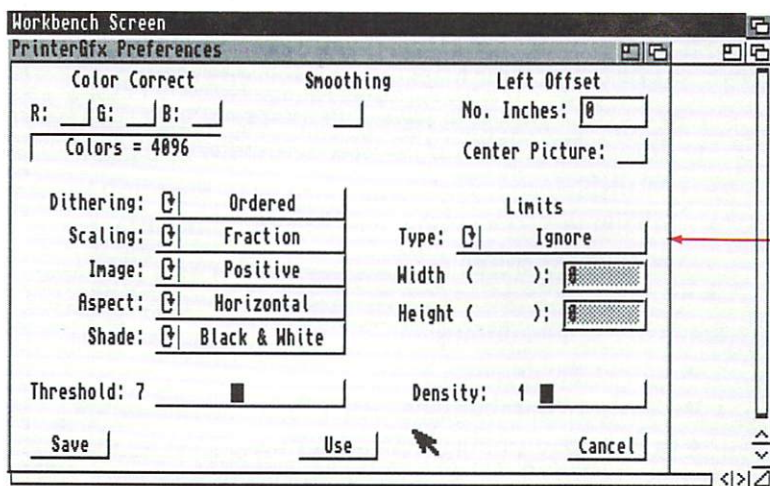 Workbench Screen
PrinterGfx Preferences
Color Correct
Smoothing
Left Offset
R: G: B:
No. Inches: 0
Colors = 4096
Center Picture:
Dithering: Ordered
Limits
Scaling: Fraction
Type: Ignore
Image: Positive
Width ( ): 0
Aspect: Horizontal
Height ( ): 0
Shade: Black & White
Threshold: 7
Density: 1
Save
Use
Cancel